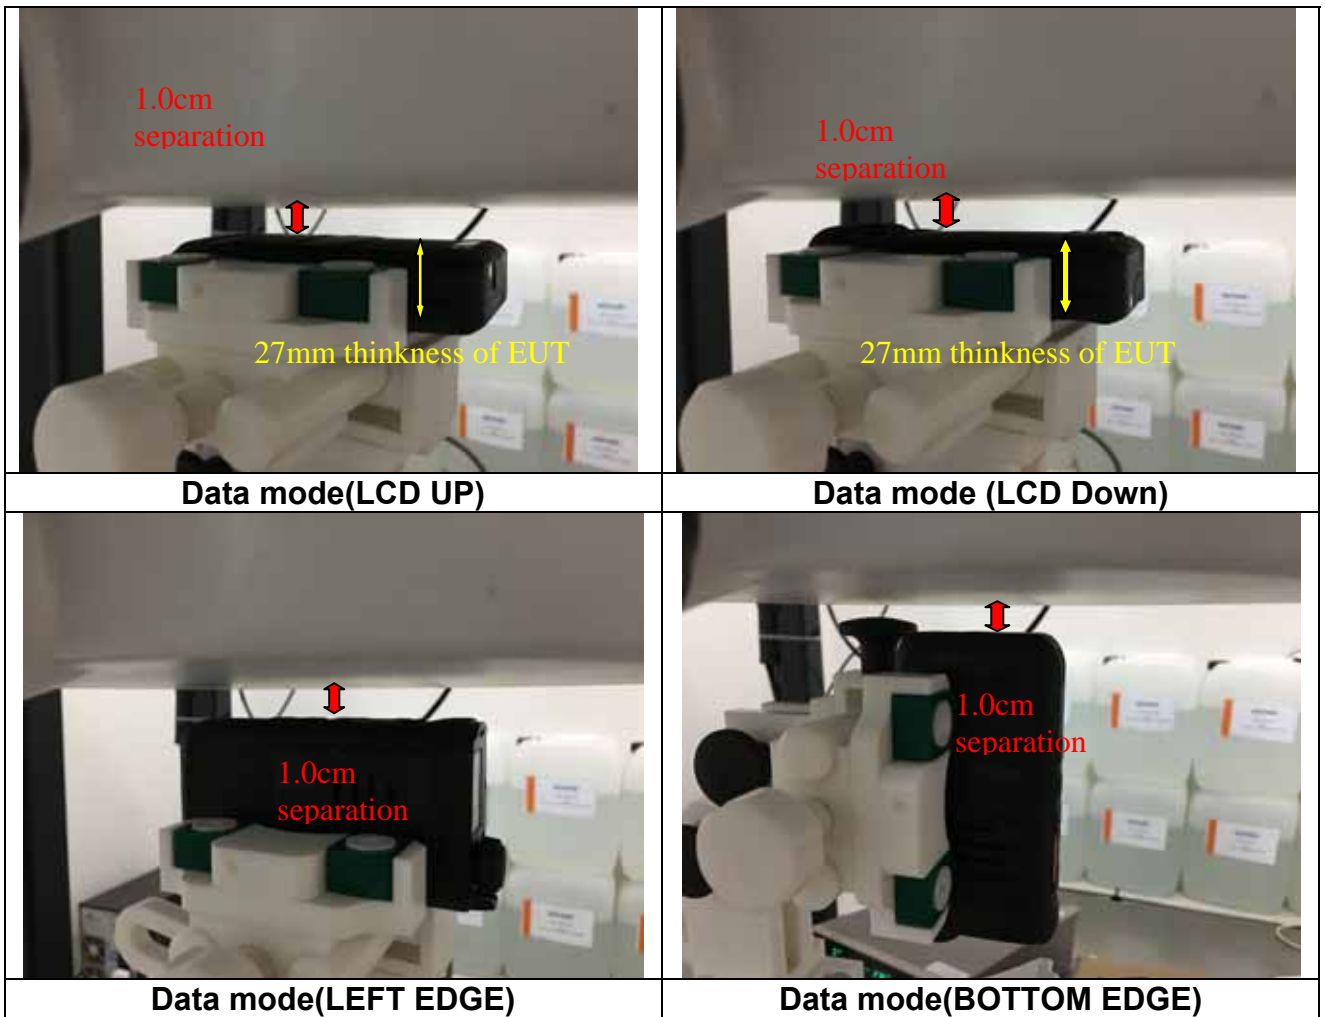 1.0cm
separation
27mm thinkness of EUT
1.0cm
separation
27mm thinkness of EUT
Data mode(LCD UP)
Data mode (LCD Down)
1.0cm
separation
1.0cm
separation
Data mode(LEFT EDGE)
Data mode(BOTTOM EDGE)